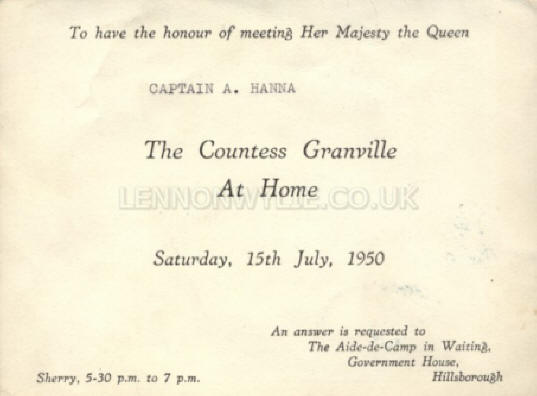 To have the honour of meeting Her Majesty the Queen
CAPTAIN A. HANNA
The Countess Granville
At Home
LENNONWYLIE.CO.UK
Saturday, 15th July, 1950
An answer is requested to
The Aide-de-Camp in Waiting,
Government House,
Hillsborough
Sherry, 5-30 p.m. to 7 p.m.